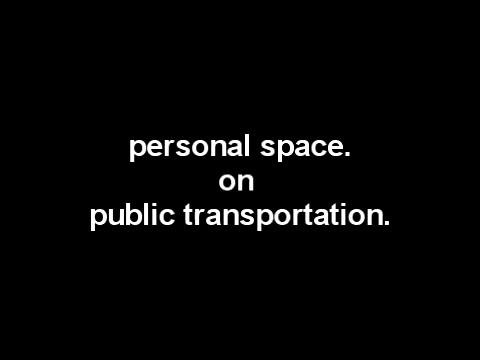 personal space.
on
public transportation.